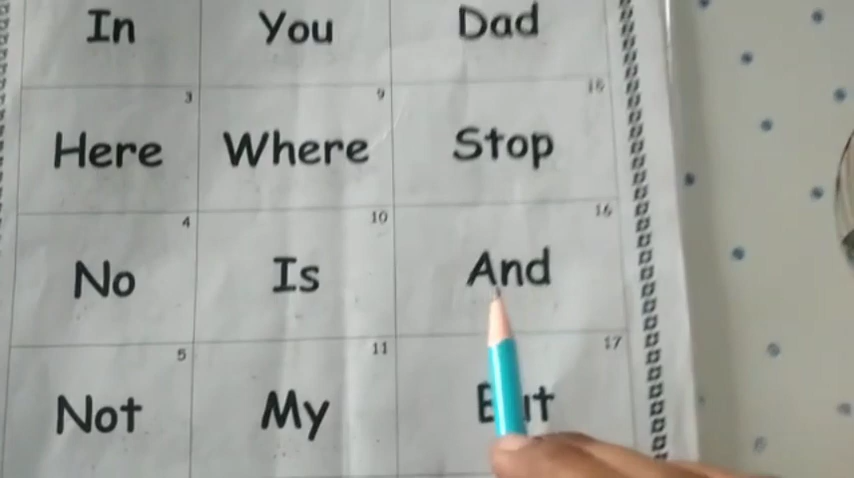 In You Dad
3 9 15
Here Where Stop
4 10 16
No Is And
5 11 17
Not My